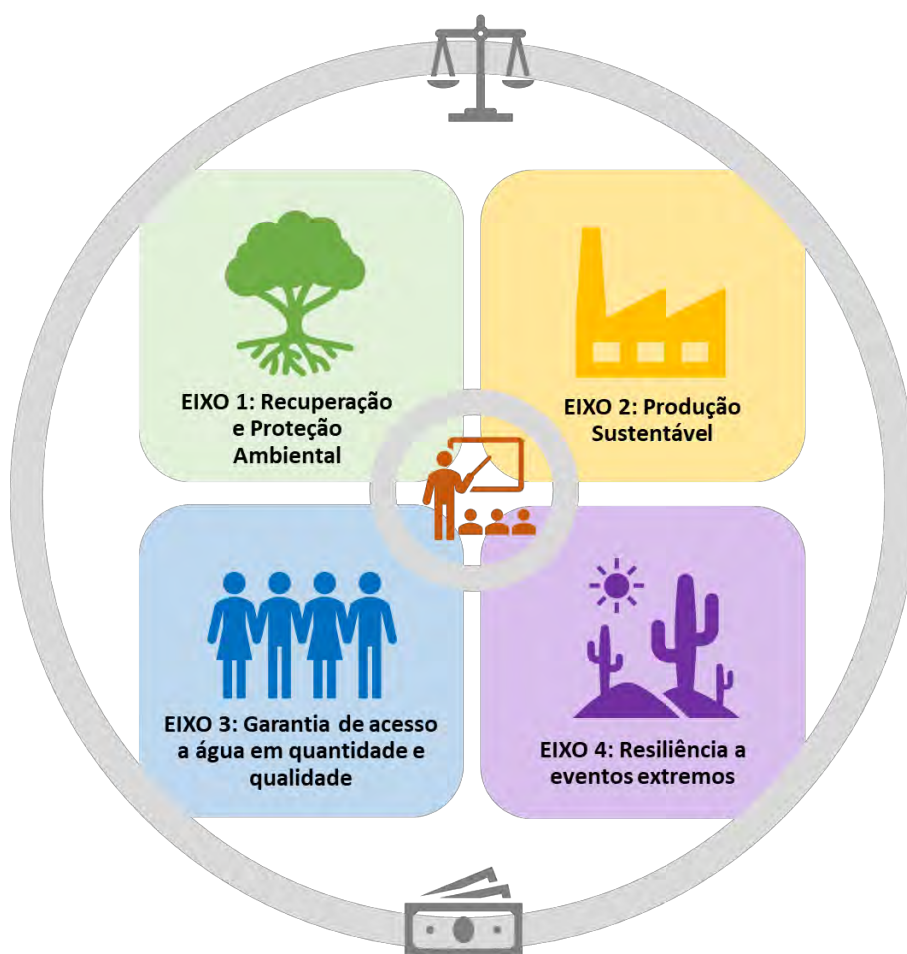 EIXO 1: Recuperação
e Proteção
Ambiental
EIXO 2: Produção
Sustentável
EIXO 3: Garantia de acesso
a água em quantidade e
qualidade
EIXO 4: Resiliência a
eventos extremos